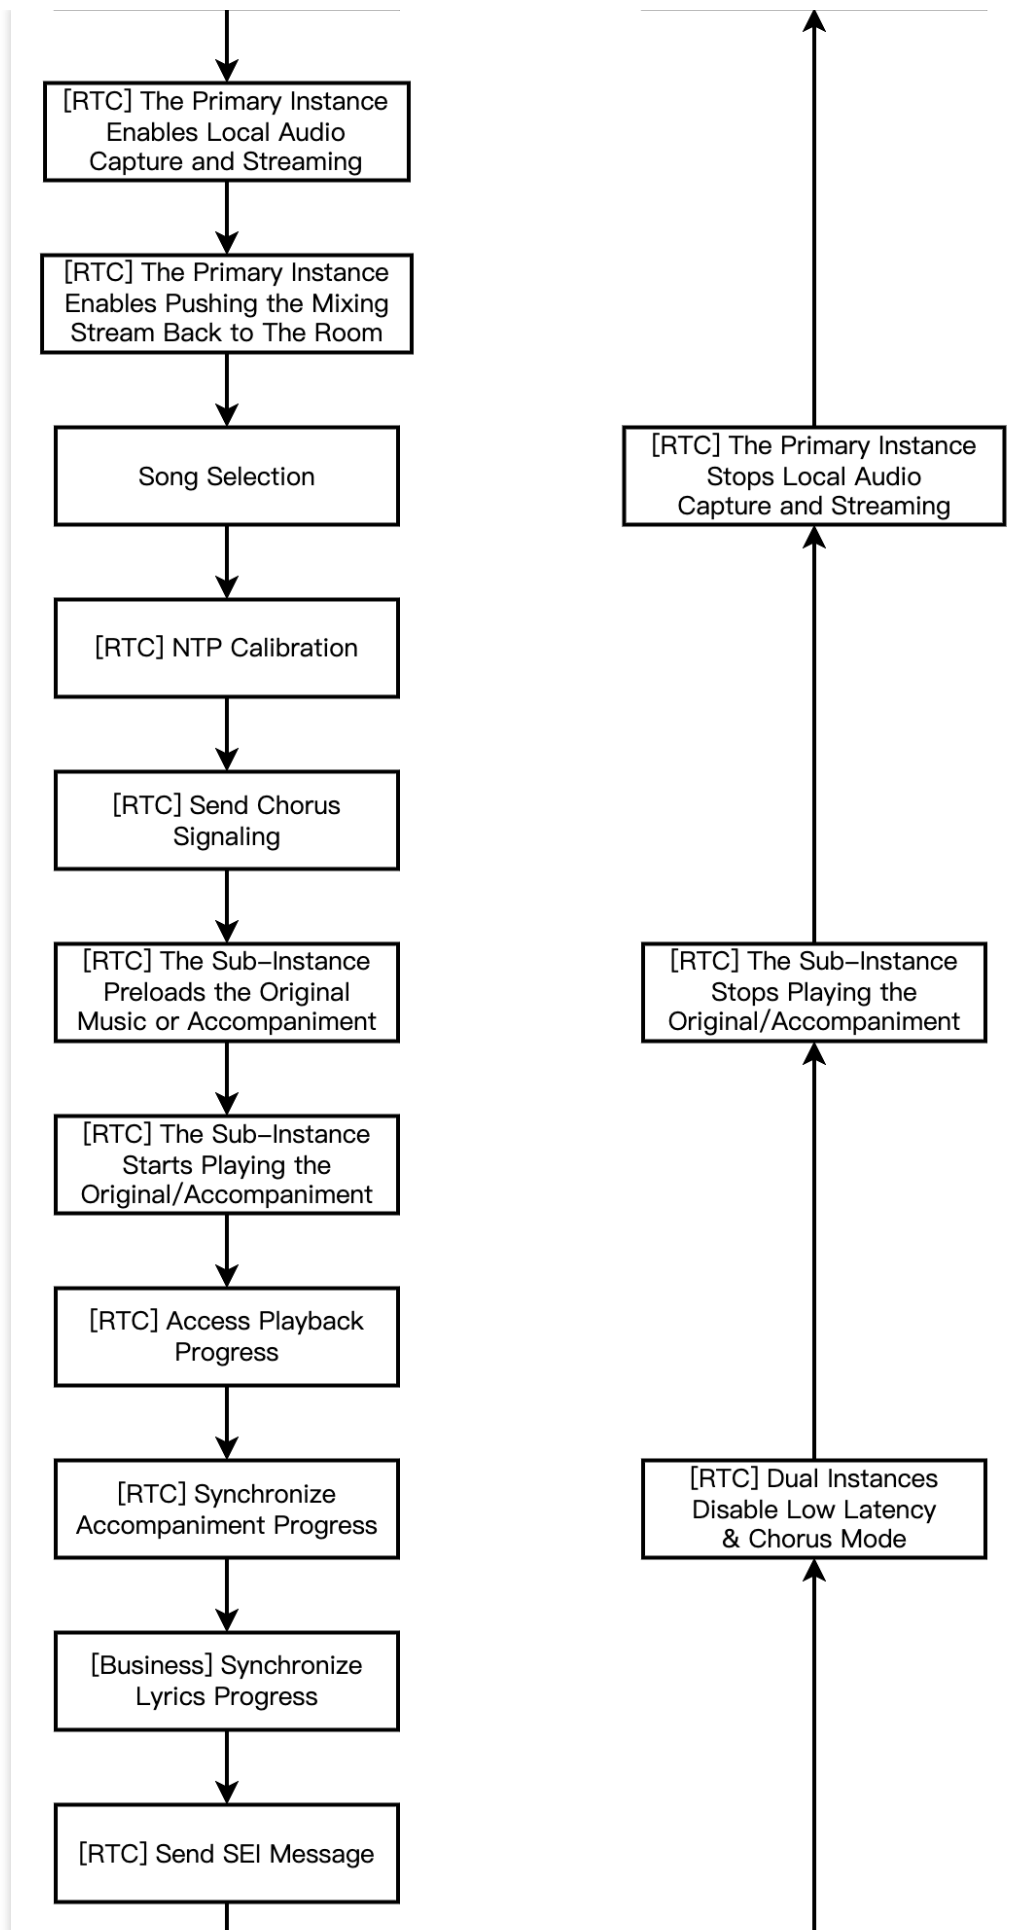 [RTC] The Primary Instance
Enables Local Audio
Capture and Streaming
[RTC] The Primary Instance
Enables Pushing the Mixing
Stream Back to The Room
Song Selection
[RTC] NTP Calibration
[RTC] Send Chorus
Signaling
[RTC] The Sub-Instance
Preloads the Original
Music or Accompaniment
[RTC] The Sub-Instance
Starts Playing the
Original/Accompaniment
[RTC] Access Playback
Progress
[RTC] Synchronize
Accompaniment Progress
[Business] Synchronize
Lyrics Progress
[RTC] Send SEI Message
[RTC] The Primary Instance
Stops Local Audio
Capture and Streaming
[RTC] The Sub-Instance
Stops Playing the
Original/Accompaniment
[RTC] Dual Instances
Disable Low Latency
& Chorus Mode